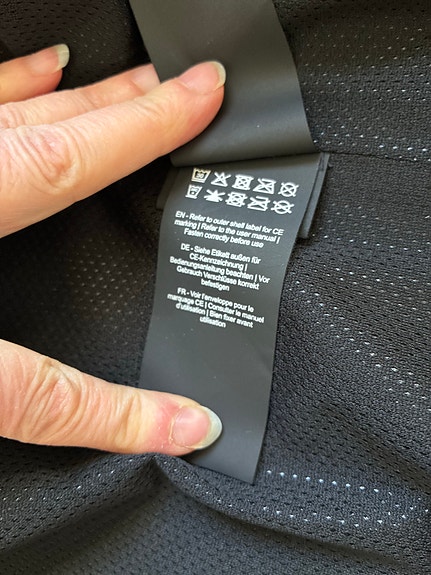 EN - Refer to outer shell label for CE
marking | Refer to the user manual |
Fasten correctly before use
DE - Siehe Etikett außen für
CE-Kennzeichnung |
Bedienungsanleitung beachten | Vor
Gebrauch Verschlüsse korrekt
befestigen
FR - Voir l'enveloppe pour le
marquage CE | Consulter le manuel
d'utilisation | Bien fixer avant
utilisation